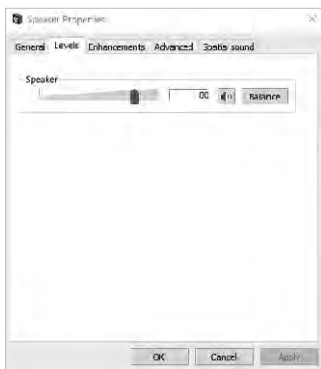 Speaker Properties
General Levels Enhancements Advanced Spatial sound
Speaker
Balance
OK Cancel Apply